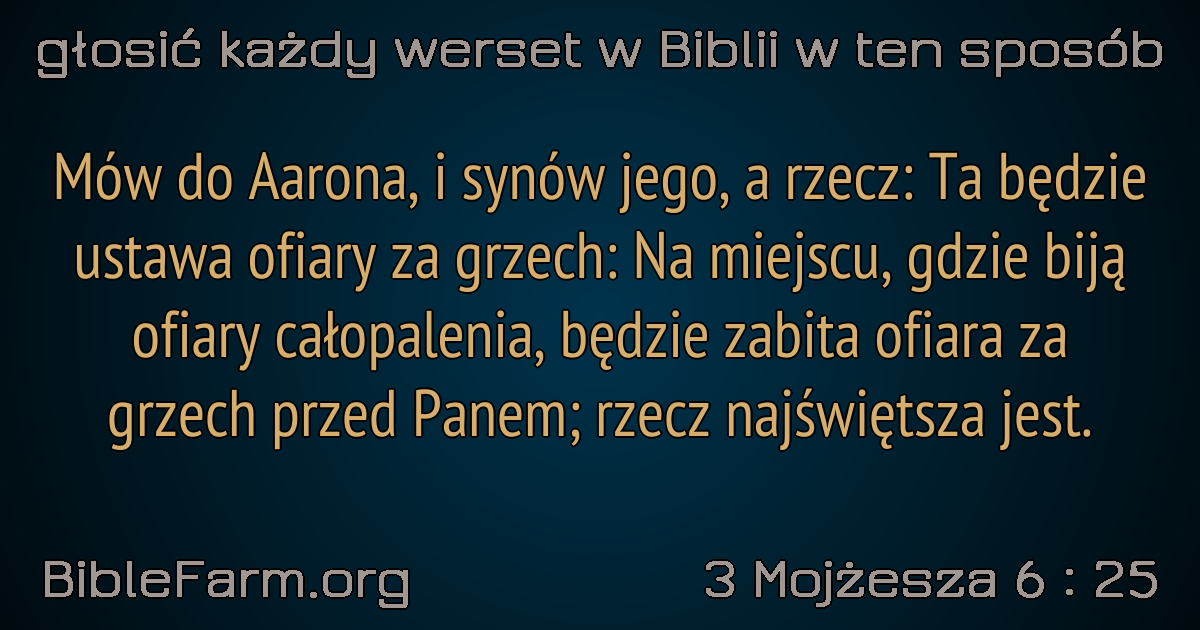 głosić każdy werset w Biblii w ten sposób
Mów do Aarona, i synów jego, a rzecz: Ta będzie
ustawa ofiary za grzech: Na miejscu, gdzie biją
ofiary całopalenia, będzie zabita ofiara za
grzech przed Panem; rzecz najświętsza jest.
BibleFarm.org
3 Mojżesza 6 : 25